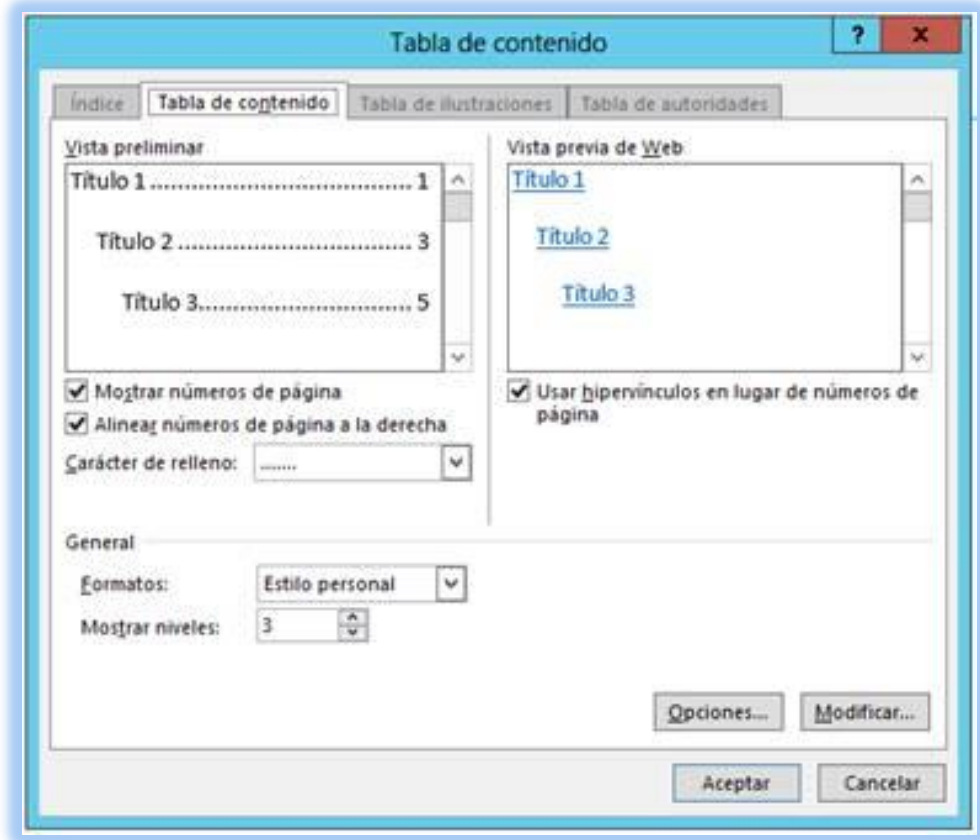 Tabla de contenido
?
x
Índice
Tabla de contenido
Tabla de ilustraciones
Tabla de autoridades
Vista preliminar
Título 1 ....................................... 1
Título 2 .................................. 3
Título 3............................... 5
Mostrar números de página
Alinear números de página a la derecha
Carácter de relleno: .......
Vista previa de Web
Título 1
Título 2
Título 3
Usar hipervínculos en lugar de números de
página
General
Formatos: Estilo personal
Mostrar niveles: 3
Opciones...
Modificar...
Aceptar
Cancelar